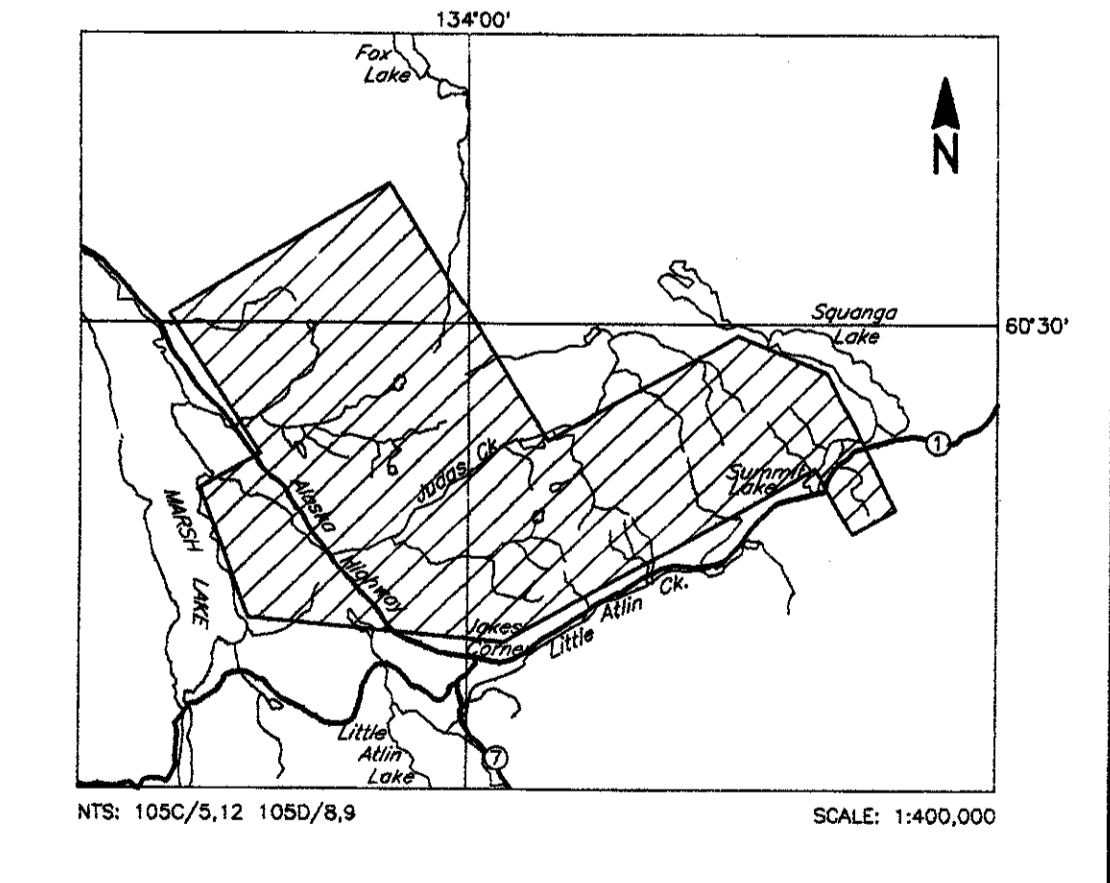 134°00'
Fox
Lake
N
Squanga
Lake
60°30'
1
Judas Ck.
Summit
Lake
Alaska
Highway
MARSH LAKE
Jakes
Corner
Little Atlin Ck.
Little
Atlin
Lake
7
NTS: 105C/5,12 105D/8,9
SCALE: 1:400,000